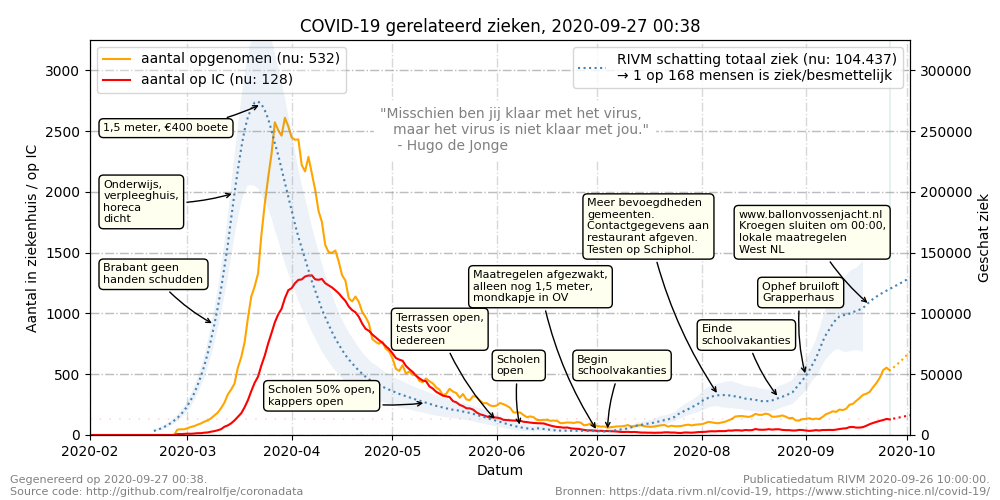 COVID-19 gerelateerd zieken, 2020-09-27 00:38
aantal opgenomen (nu: 532)
aantal op IC (nu: 128)
RIVM schatting totaal ziek (nu: 104.437)
→ 1 op 168 mensen is ziek/besmettelijk
"Misschien ben jij klaar met het virus,
maar het virus is niet klaar met jou."
- Hugo de Jonge
1,5 meter, €400 boete
Onderwijs,
verpleeghuis,
horeca
dicht
Brabant geen
handen schudden
Scholen 50% open,
kappers open
Terrassen open,
tests voor
iedereen
Maatregelen afgezwakt,
alleen nog 1,5 meter,
mondkapje in OV
Scholen
open
Begin
schoolvakanties
Meer bevoegdheden
gemeenten.
Contactgegevens aan
restaurant afgeven.
Testen op Schiphol.
Einde
schoolvakanties
www.ballonvossenjacht.nl
Kroegen sluiten om 00:00,
lokale maatregelen
West NL
Ophef bruiloft
Grapperhaus
Aantal in ziekenhuis / op IC
3000
2500
2000
1500
1000
500
0
Geschat ziek
300000
250000
200000
150000
100000
50000
0
2020-02
2020-03
2020-04
2020-05
2020-06
2020-07
2020-08
2020-09
2020-10
Datum
Gegenereerd op 2020-09-27 00:38.
Source code: http://github.com/realrolfje/coronadata
Publicatiedatum RIVM 2020-09-26 10:00:00.
Bronnen: https://data.rivm.nl/covid-19, https://www.stichting-nice.nl/covid-19/